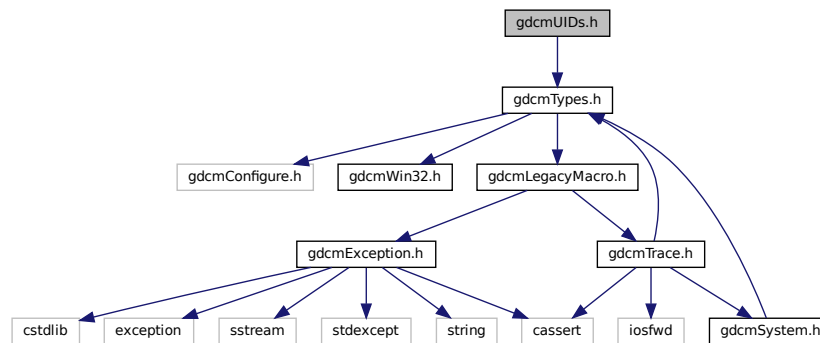 gdcmUIDs.h
gdcmTypes.h
gdcmConfigure.h
gdcmWin32.h
gdcmLegacyMacro.h
gdcmException.h
gdcmTrace.h
cstdlib
exception
sstream
stdexcept
string
cassert
iosfwd
gdcmSystem.h